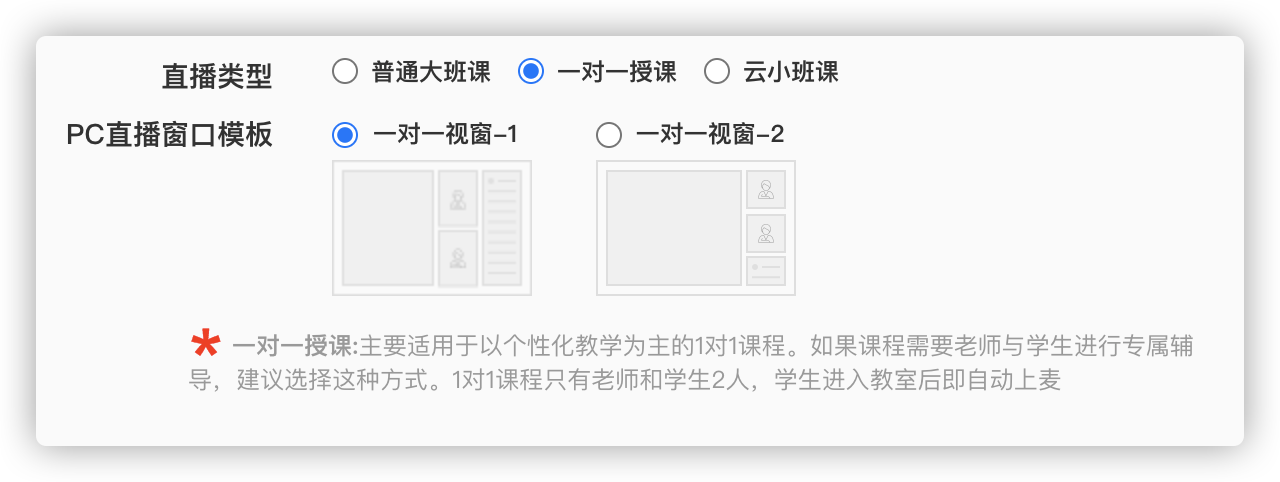 直播类型 普通大班课 一对一授课 云小班课
PC直播窗口模板 一对一视窗-1 一对一视窗-2
* 一对一授课:主要适用于以个性化教学为主的1对1课程。如果课程需要老师与学生进行专属辅
导，建议选择这种方式。1对1课程只有老师和学生2人，学生进入教室后即自动上麦